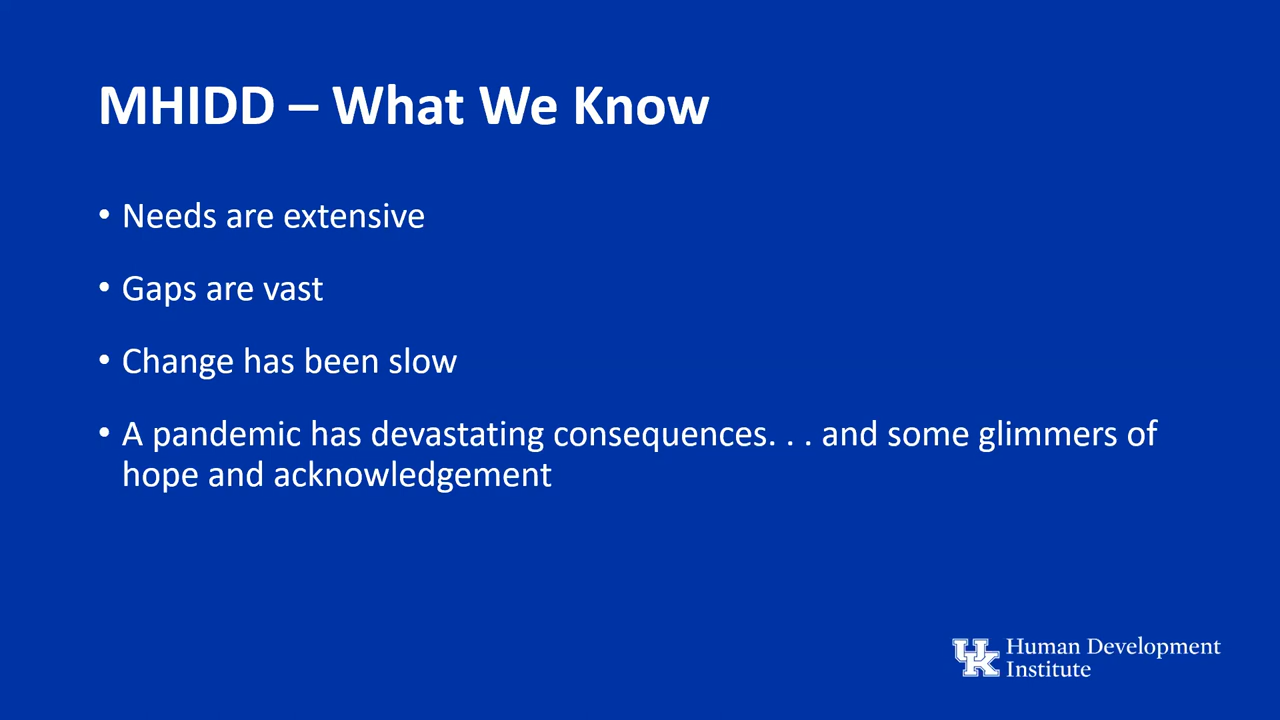 MHIDD – What We Know
• Needs are extensive
• Gaps are vast
• Change has been slow
• A pandemic has devastating consequences. . . and some glimmers of
hope and acknowledgement
UK Human Development
Institute